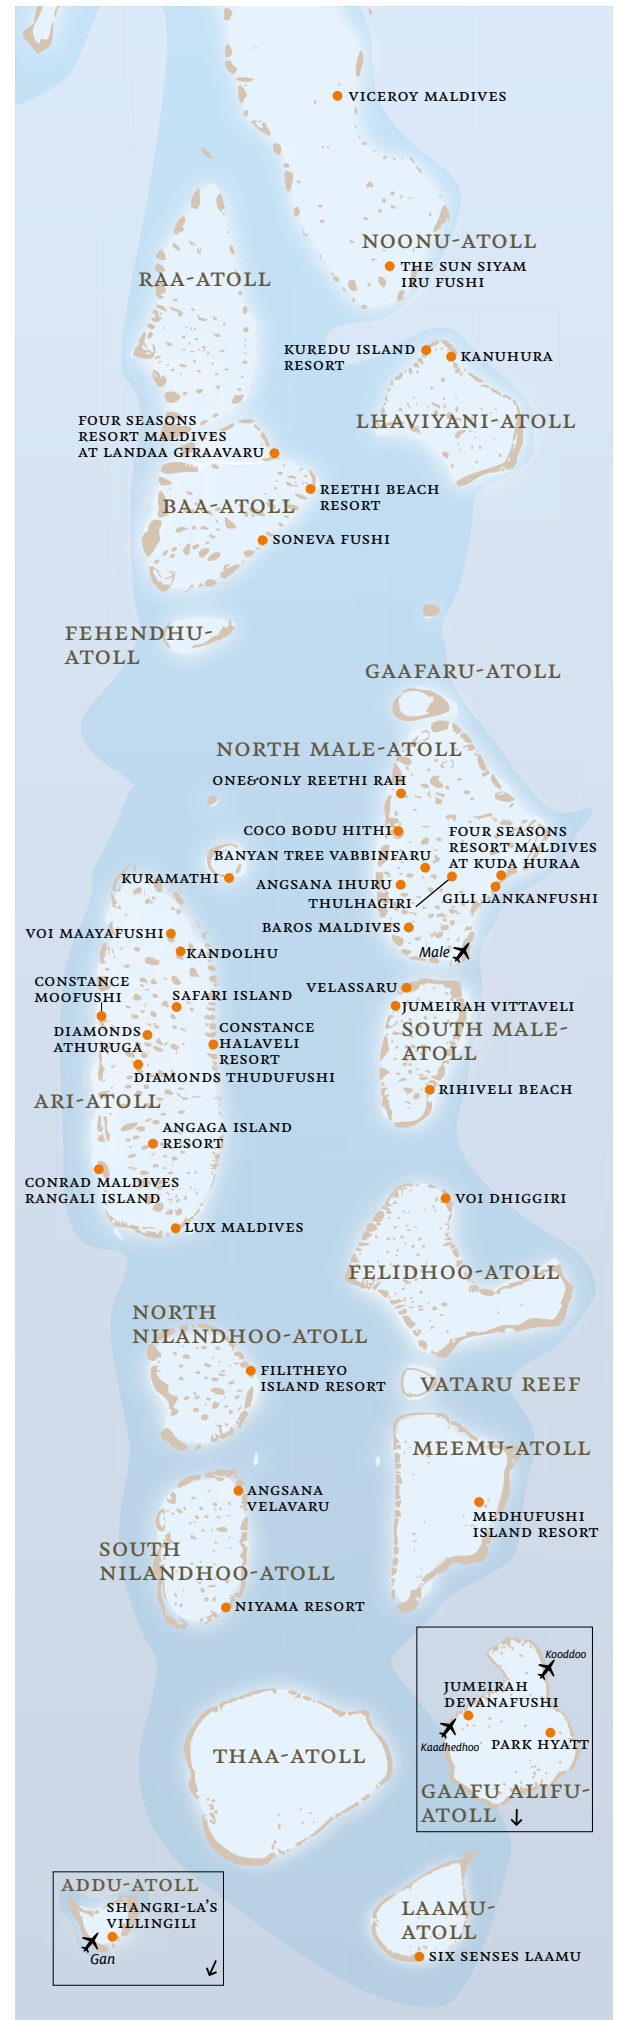 VICEROY MALDIVES
NOONU-ATOLL
THE SUN SIYAM
IRU FUSHI
RAA-ATOLL
KUREDU ISLAND
RESORT
KANUHURA
LHAVIYANI-ATOLL
FOUR SEASONS
RESORT MALDIVES
AT LANDAA GIRAAVARU
REETHI BEACH
RESORT
BAA-ATOLL
SONEVA FUSHI
FEHENDHU-
ATOLL
GAAFARU-ATOLL
NORTH MALE-ATOLL
ONE&ONLY REETHI RAH
COCO BODU HITHI
FOUR SEASONS
RESORT MALDIVES
AT KUDA HURAA
BANYAN TREE VABBINFARU
KURAMATHI
ANGSANA IHURU
THULHAGIRI
GILI LANKANFUSHI
BAROS MALDIVES
VOI MAAYAFUSHI
KANDOLHU
Male
CONSTANCE
MOOFUSHI
VELASSARU
SAFARI ISLAND
JUMEIRAH VITTAVELI
SOUTH MALE-
ATOLL
DIAMONDS
ATHURUGA
CONSTANCE
HALAVELI
RESORT
DIAMONDS THUDUFUSHI
RIHIVELI BEACH
ARI-ATOLL
ANGAGA ISLAND
RESORT
CONRAD MALDIVES
RANGALI ISLAND
VOI DHIGGIRI
LUX MALDIVES
FELIDHOO-ATOLL
NORTH
NILANDHOO-ATOLL
FILITHEYO
ISLAND RESORT
VATARU REEF
MEEMU-ATOLL
ANGSANA
VELAVARU
MEDHUFUSHI
ISLAND RESORT
SOUTH
NILANDHOO-ATOLL
NIYAMA RESORT
Kooddoo
JUMEIRAH
DEVANAFUSHI
Kaadhedhoo
PARK HYATT
GAAFU ALIFU-
ATOLL
THAA-ATOLL
ADDU-ATOLL
SHANGRI-LA'S
VILLINGILI
Gan
LAAMU-
ATOLL
SIX SENSES LAAMU